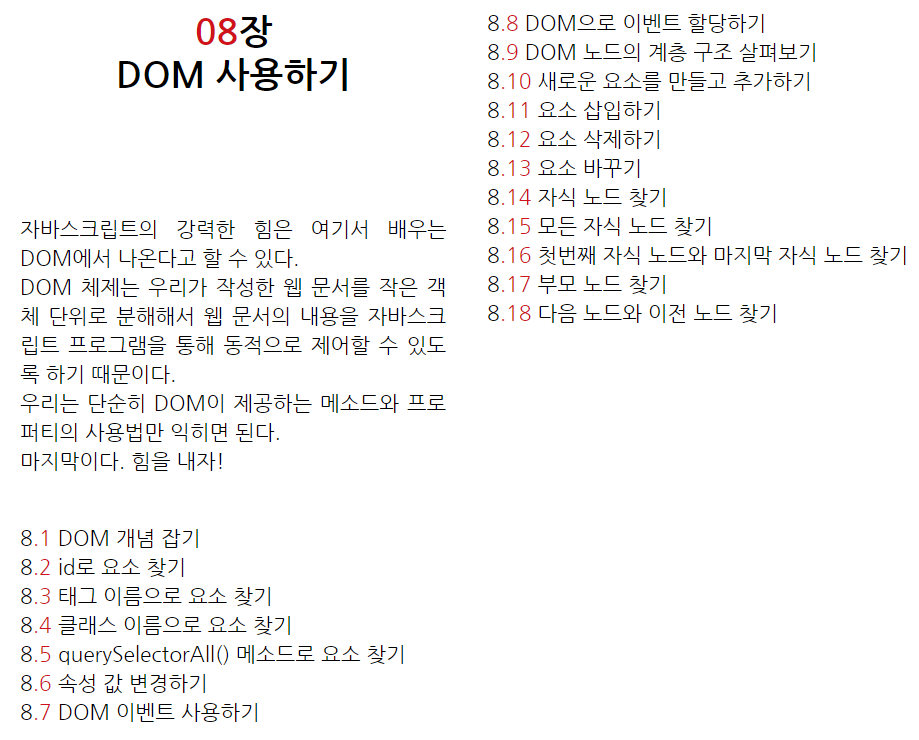 08장
DOM 사용하기
자바스크립트의 강력한 힘은 여기서 배우는
DOM에서 나온다고 할 수 있다.
DOM 체제는 우리가 작성한 웹 문서를 작은 객
체 단위로 분해해서 웹 문서의 내용을 자바스크
립트 프로그램을 통해 동적으로 제어할 수 있도
록 하기 때문이다.
우리는 단순히 DOM이 제공하는 메소드와 프로
퍼티의 사용법만 익히면 된다.
마지막이다. 힘을 내자!
8.1 DOM 개념 잡기
8.2 id로 요소 찾기
8.3 태그 이름으로 요소 찾기
8.4 클래스 이름으로 요소 찾기
8.5 querySelectorAll() 메소드로 요소 찾기
8.6 속성 값 변경하기
8.7 DOM 이벤트 사용하기
8.8 DOM으로 이벤트 할당하기
8.9 DOM 노드의 계층 구조 살펴보기
8.10 새로운 요소를 만들고 추가하기
8.11 요소 삽입하기
8.12 요소 삭제하기
8.13 요소 바꾸기
8.14 자식 노드 찾기
8.15 모든 자식 노드 찾기
8.16 첫번째 자식 노드와 마지막 자식 노드 찾기
8.17 부모 노드 찾기
8.18 다음 노드와 이전 노드 찾기